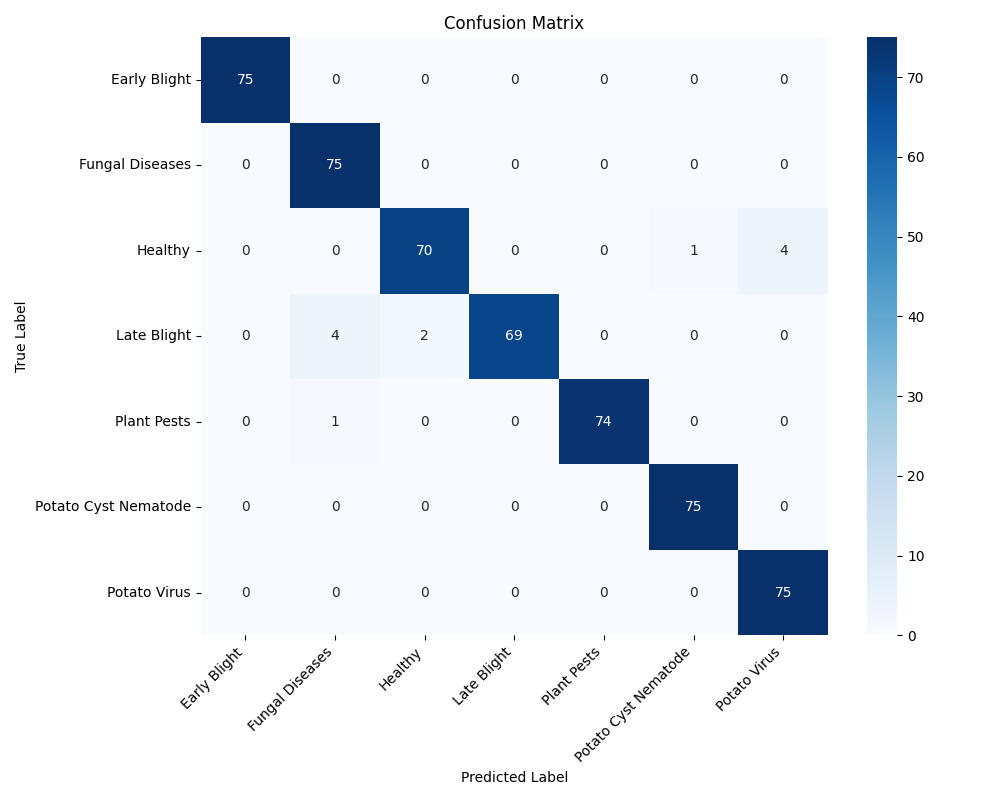 Confusion Matrix
True Label
Early Blight 75 0 0 0 0 0 0
Fungal Diseases 0 75 0 0 0 0 0
Healthy 0 0 70 0 0 1 4
Late Blight 0 4 2 69 0 0 0
Plant Pests 0 1 0 0 74 0 0
Potato Cyst Nematode 0 0 0 0 0 75 0
Potato Virus 0 0 0 0 0 0 75
Early Blight Fungal Diseases Healthy Late Blight Plant Pests Potato Cyst Nematode Potato Virus
Predicted Label
70
60
50
40
30
20
10
0